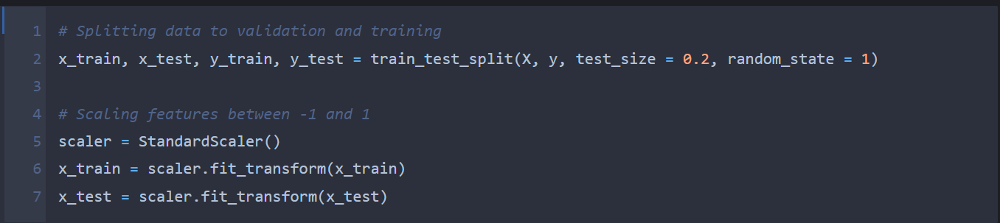 1 # Splitting data to validation and training
2 x_train, x_test, y_train, y_test = train_test_split(X, y, test_size = 0.2, random_state = 1)
3
4 # Scaling features between -1 and 1
5 scaler = StandardScaler()
6 x_train = scaler.fit_transform(x_train)
7 x_test = scaler.fit_transform(x_test)